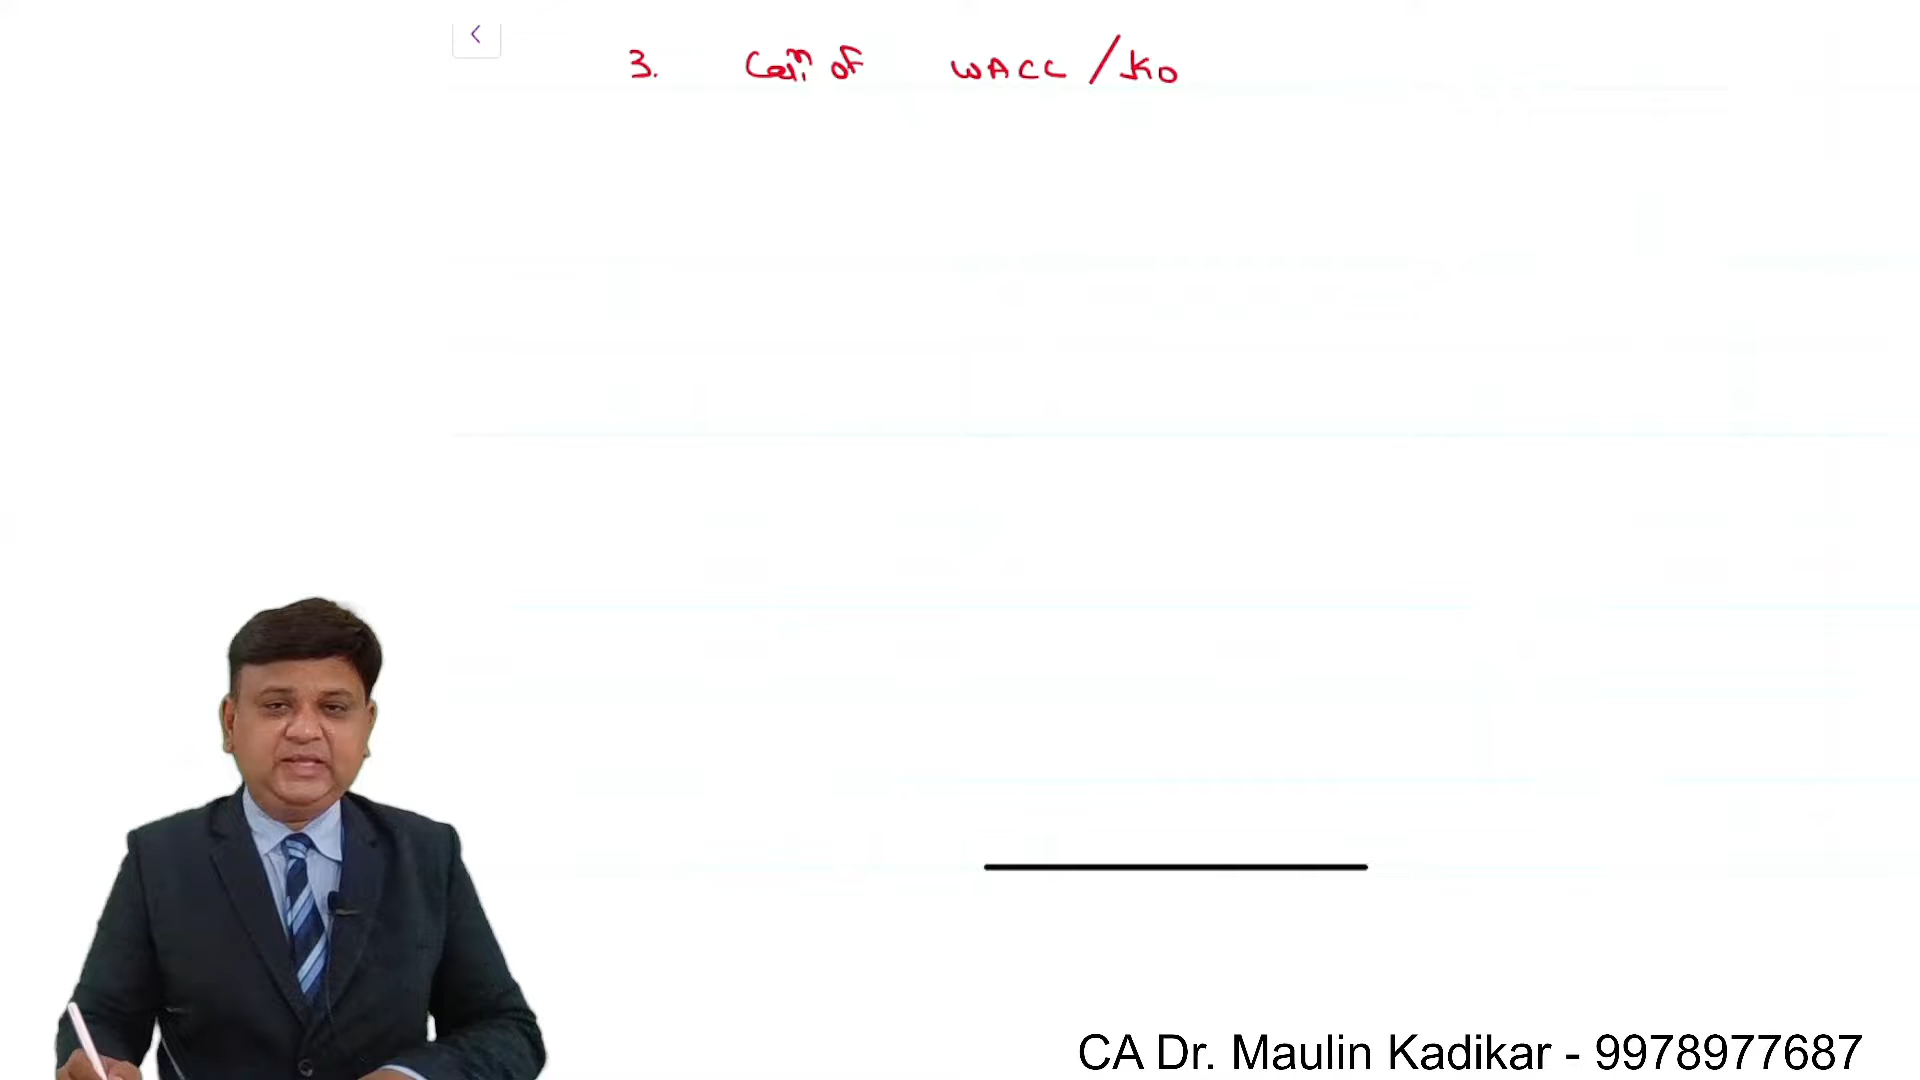 3. Calⁿ of WACC / Ko
CA Dr. Maulin Kadikar - 9978977687